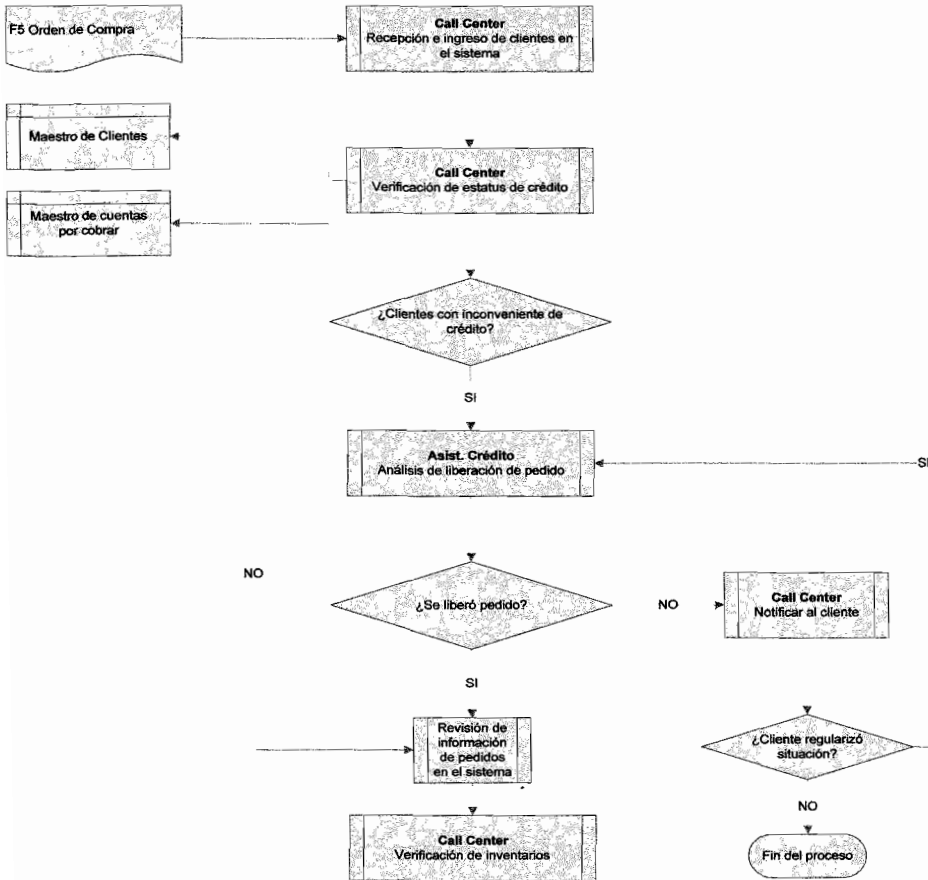 F5 Orden de Compra
Call Center
Recepción e ingreso de clientes en
el sistema
Maestro de Clientes
Call Center
Verificación de estatus de crédito
Maestro de cuentas
por cobrar
¿Clientes con inconveniente de
crédito?
SI
Asist. Crédito
Análisis de liberación de pedido
SI
NO
¿Se liberó pedido?
NO
Call Center
Notificar al cliente
SI
Revisión de
información
de pedidos
en el sistema
¿Cliente regularizó
situación?
NO
Call Center
Verificación de inventarios
Fin del proceso